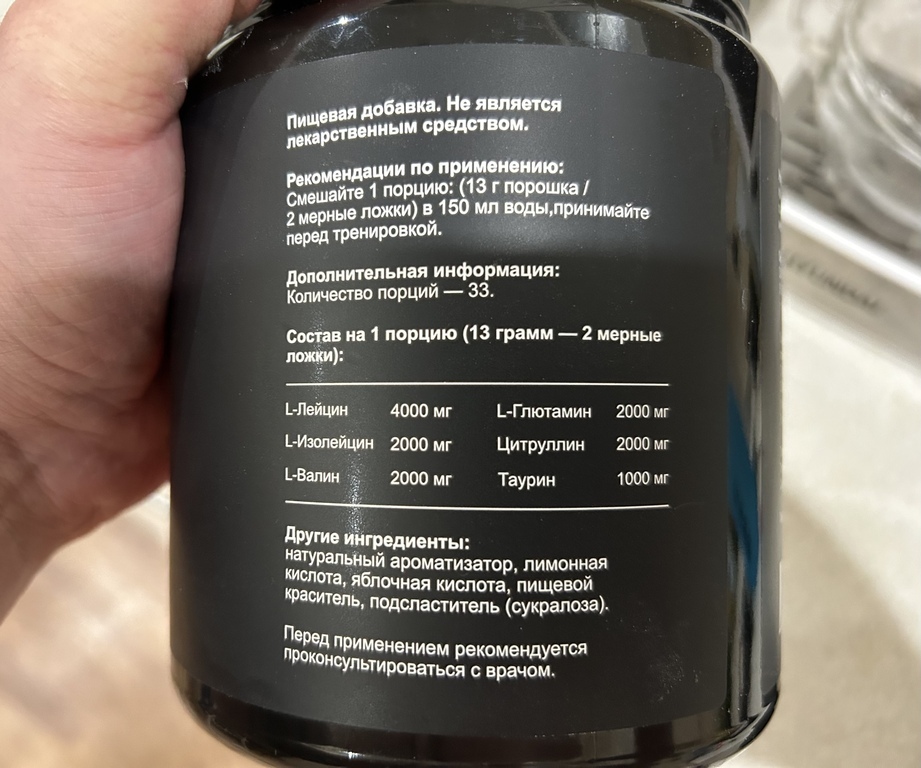 Пищевая добавка. Не является
лекарственным средством.
Рекомендации по применению:
Смешайте 1 порцию: (13 г порошка /
2 мерные ложки) в 150 мл воды,принимайте
перед тренировкой.
Дополнительная информация:
Количество порций — 33.
Состав на 1 порцию (13 грамм — 2 мерные
ложки):
L-Лейцин 4000 мг L-Глютамин 2000 мг
L-Изолейцин 2000 мг Цитруллин 2000 мг
L-Валин 2000 мг Таурин 1000 мг
Другие ингредиенты:
натуральный ароматизатор, лимонная
кислота, яблочная кислота, пищевой
краситель, подсластитель (сукралоза).
Перед применением рекомендуется
проконсультироваться с врачом.